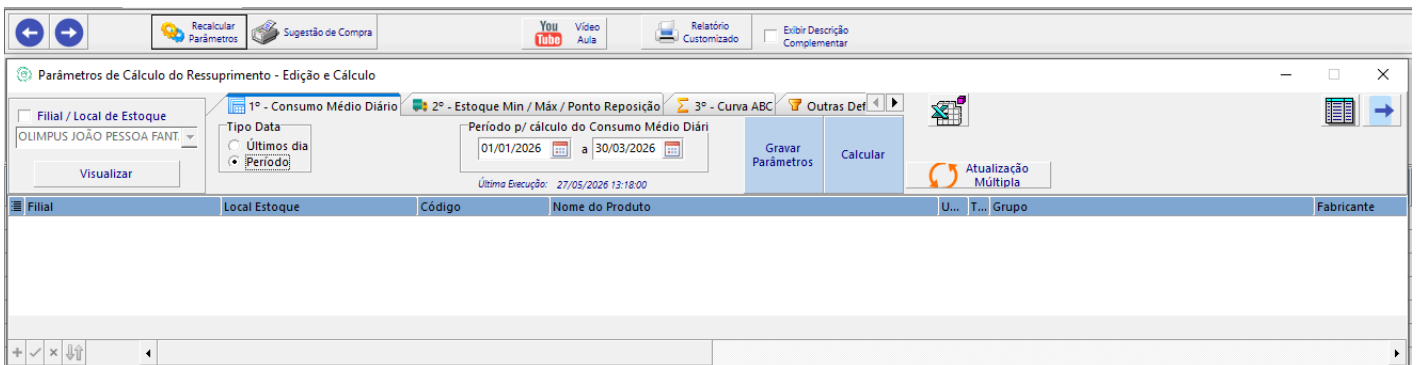 Recalcular
Parâmetros
Sugestão de Compra
You
Tube
Vídeo
Aula
Relatório
Customizado
Exibir Descrição
Complementar
Parâmetros de Cálculo do Ressuprimento - Edição e Cálculo
Filial / Local de Estoque
OLIMPUS JOÃO PESSOA FANT.
Visualizar
1º - Consumo Médio Diário
2º - Estoque Min / Máx / Ponto Reposição
3º - Curva ABC
Outras Def
Tipo Data
Últimos dia
Período
Período p/ cálculo do Consumo Médio Diári
01/01/2026 a 30/03/2026
Última Execução: 27/05/2026 13:18:00
Gravar
Parâmetros
Calcular
Atualização
Múltipla
Filial Local Estoque Código Nome do Produto U... T... Grupo Fabricante